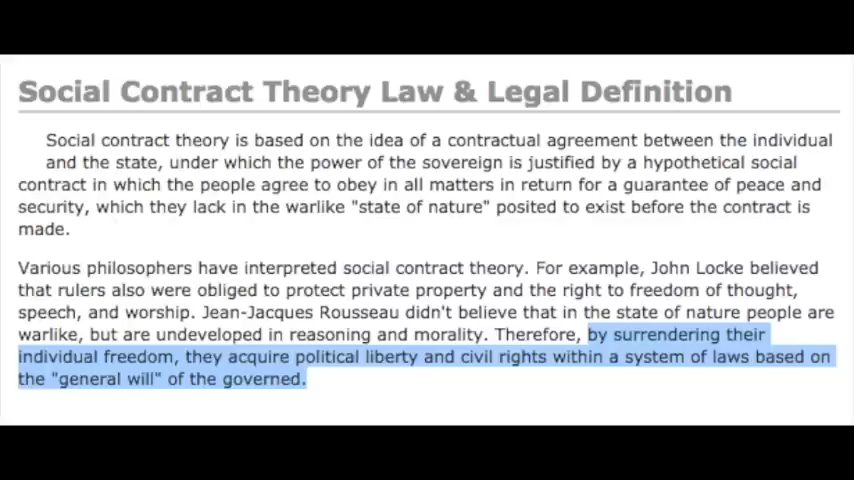 Social Contract Theory Law & Legal Definition
Social contract theory is based on the idea of a contractual agreement between the individual
and the state, under which the power of the sovereign is justified by a hypothetical social
contract in which the people agree to obey in all matters in return for a guarantee of peace and
security, which they lack in the warlike "state of nature" posited to exist before the contract is
made.
Various philosophers have interpreted social contract theory. For example, John Locke believed
that rulers also were obliged to protect private property and the right to freedom of thought,
speech, and worship. Jean-Jacques Rousseau didn't believe that in the state of nature people are
warlike, but are undeveloped in reasoning and morality. Therefore, by surrendering their
individual freedom, they acquire political liberty and civil rights within a system of laws based on
the "general will" of the governed.